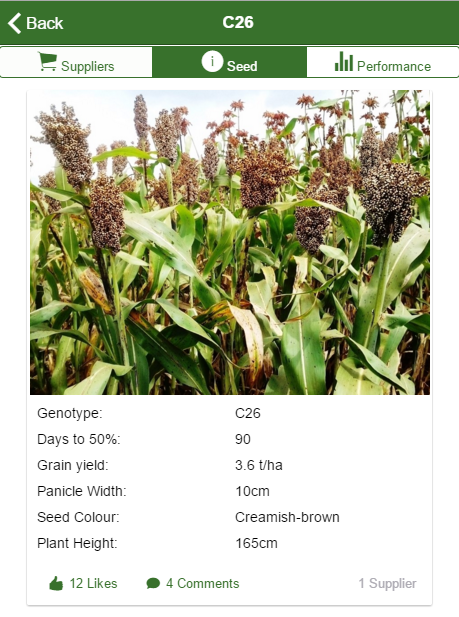 Back
C26
Suppliers
i
Seed
Performance
Genotype: C26
Days to 50%: 90
Grain yield: 3.6 t/ha
Panicle Width: 10cm
Seed Colour: Creamish-brown
Plant Height: 165cm
12 Likes 4 Comments 1 Supplier